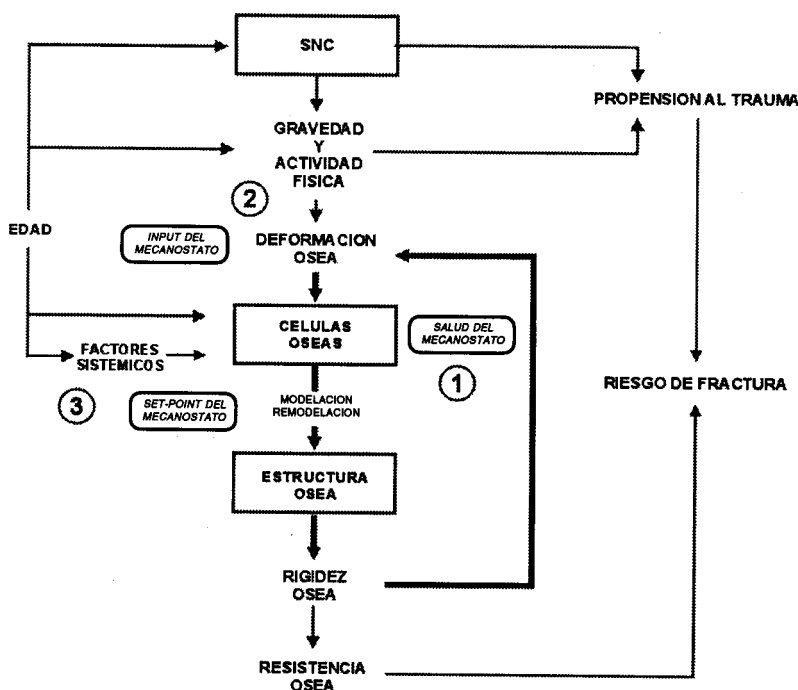 SNC
PROPENSION AL TRAUMA
GRAVEDAD
Y
ACTIVIDAD
FISICA
2
EDAD
INPUT DEL
MECANOSTATO
DEFORMACION
OSEA
CELULAS
OSEAS
SALUD DEL
MECANOSTATO
FACTORES
SISTEMICOS
RIESGO DE FRACTURA
1
3
SET-POINT DEL
MECANOSTATO
MODELACION
REMODELACION
ESTRUCTURA
OSEA
RIGIDEZ
OSEA
RESISTENCIA
OSEA